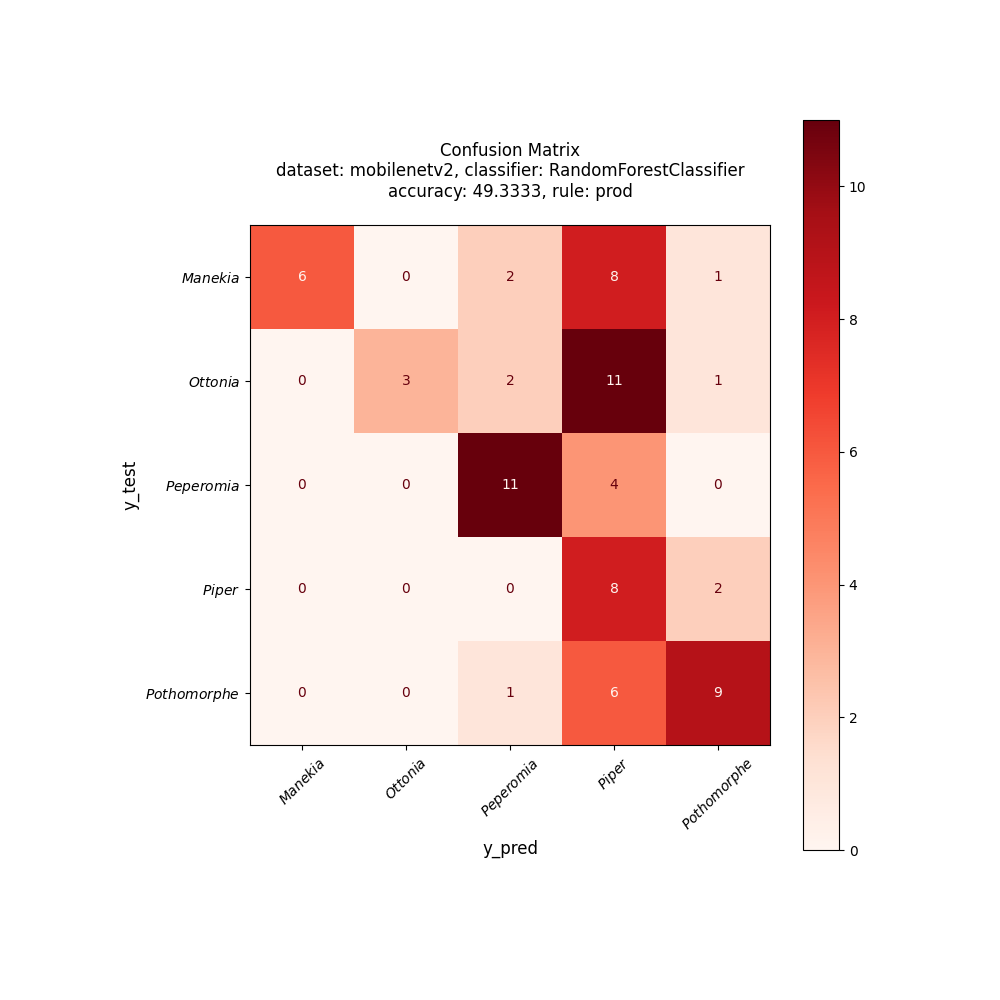 Confusion Matrix
dataset: mobilenetv2, classifier: RandomForestClassifier
accuracy: 49.3333, rule: prod
Manekia 6 0 2 8 1
Ottonia 0 3 2 11 1
Peperomia 0 0 11 4 0
Piper 0 0 0 8 2
Pothomorphe 0 0 1 6 9
Manekia Ottonia Peperomia Piper Pothomorphe
y_test
y_pred
10
8
6
4
2
0